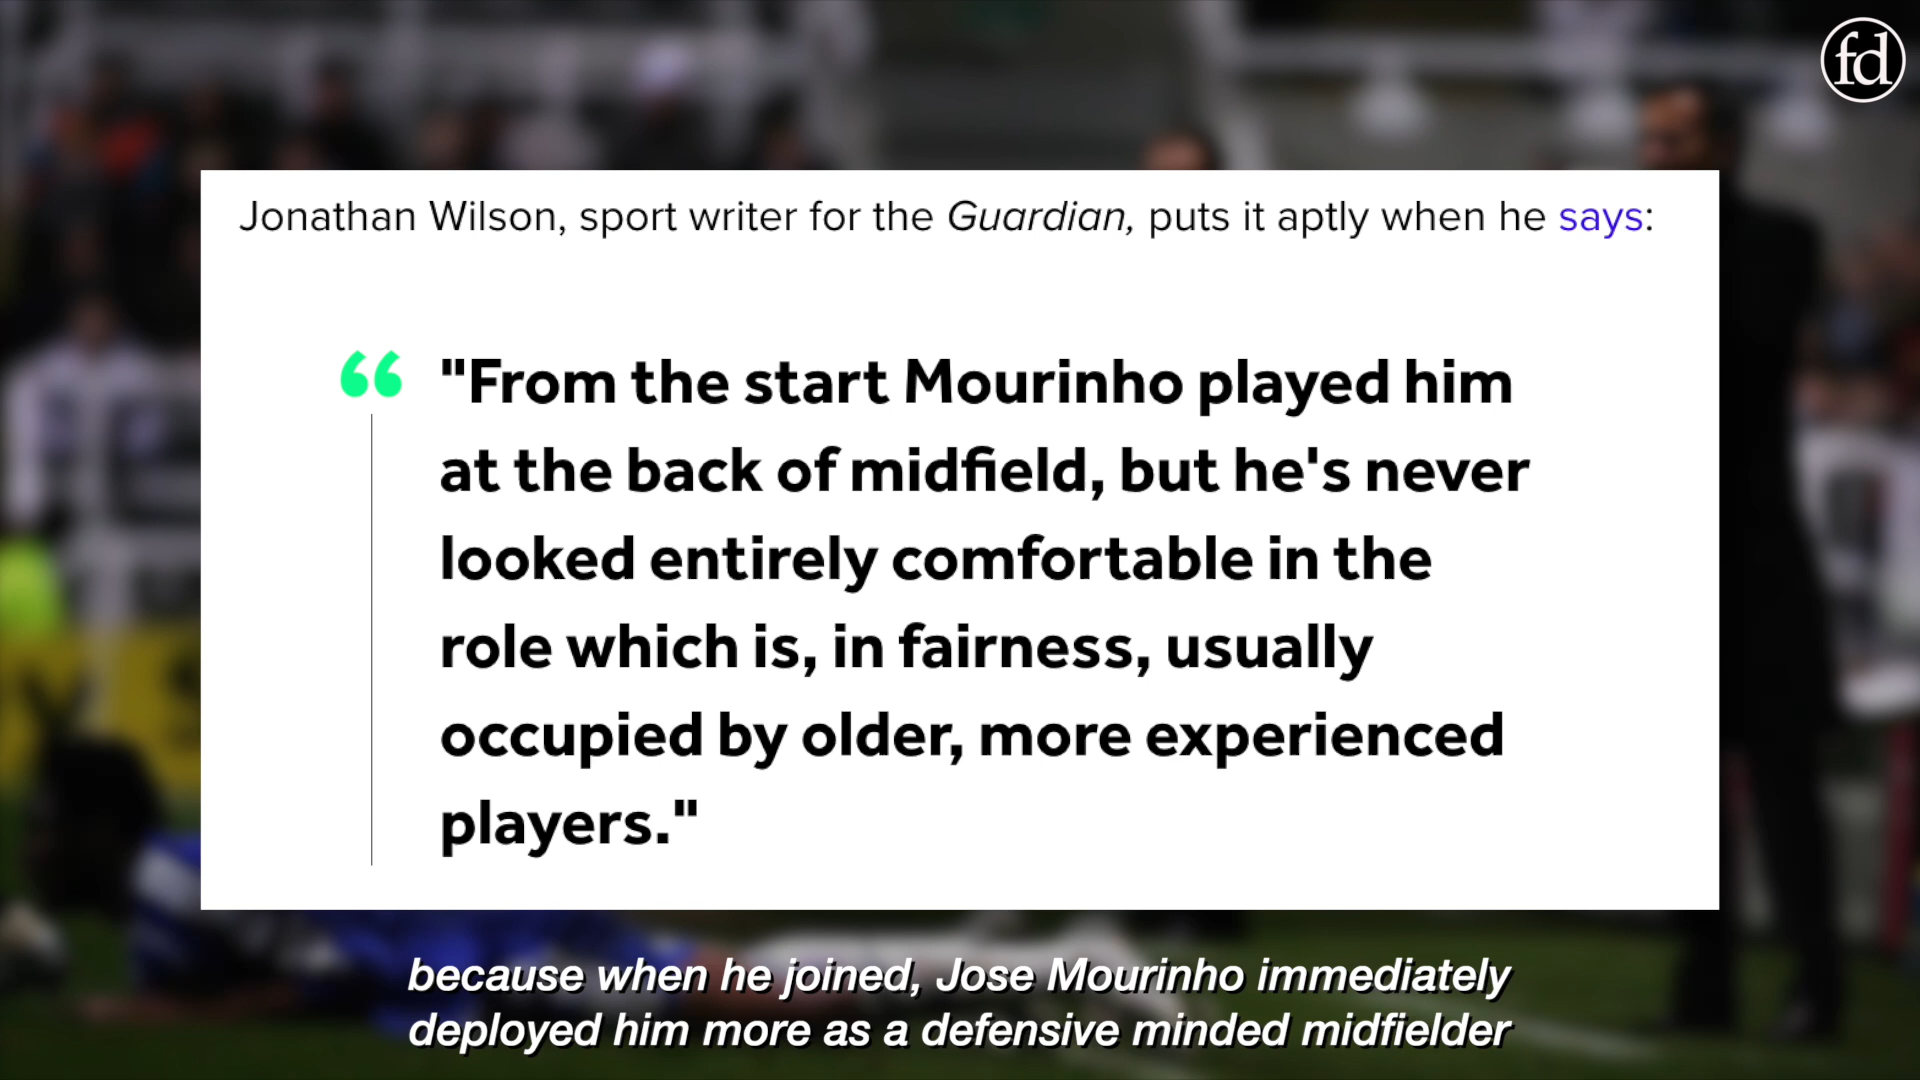 fd
Jonathan Wilson, sport writer for the Guardian, puts it aptly when he says:
"From the start Mourinho played him
at the back of midfield, but he's never
looked entirely comfortable in the
role which is, in fairness, usually
occupied by older, more experienced
players."
because when he joined, Jose Mourinho immediately
deployed him more as a defensive minded midfielder